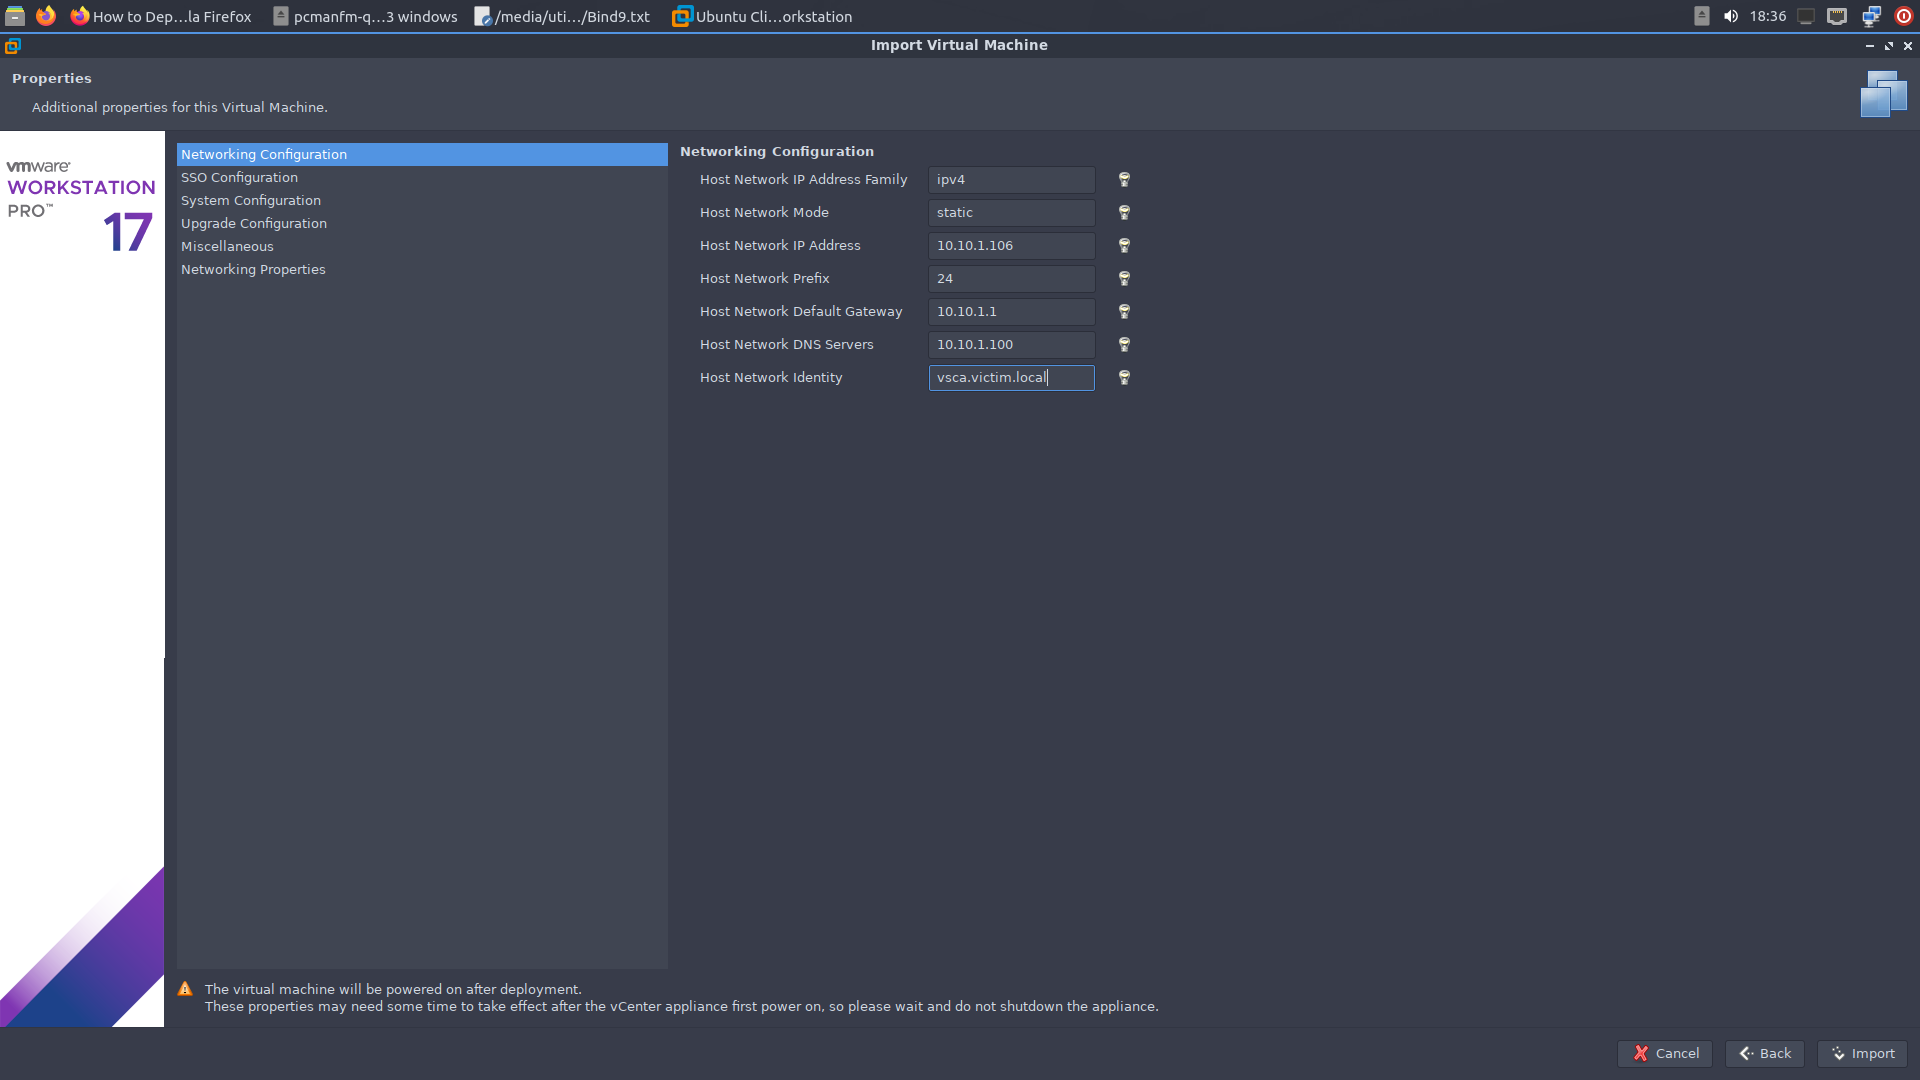 How to Dep...la Firefox
pcmanfm-q...3 windows
/media/uti.../Bind9.txt
Ubuntu Cli...orkstation
18:36
Import Virtual Machine
Properties
Additional properties for this Virtual Machine.
vmware®
WORKSTATION
PRO™
17
Networking Configuration
SSO Configuration
System Configuration
Upgrade Configuration
Miscellaneous
Networking Properties
Networking Configuration
Host Network IP Address Family ipv4
Host Network Mode static
Host Network IP Address 10.10.1.106
Host Network Prefix 24
Host Network Default Gateway 10.10.1.1
Host Network DNS Servers 10.10.1.100
Host Network Identity vsca.victim.local
The virtual machine will be powered on after deployment.
These properties may need some time to take effect after the vCenter appliance first power on, so please wait and do not shutdown the appliance.
Cancel
Back
Import